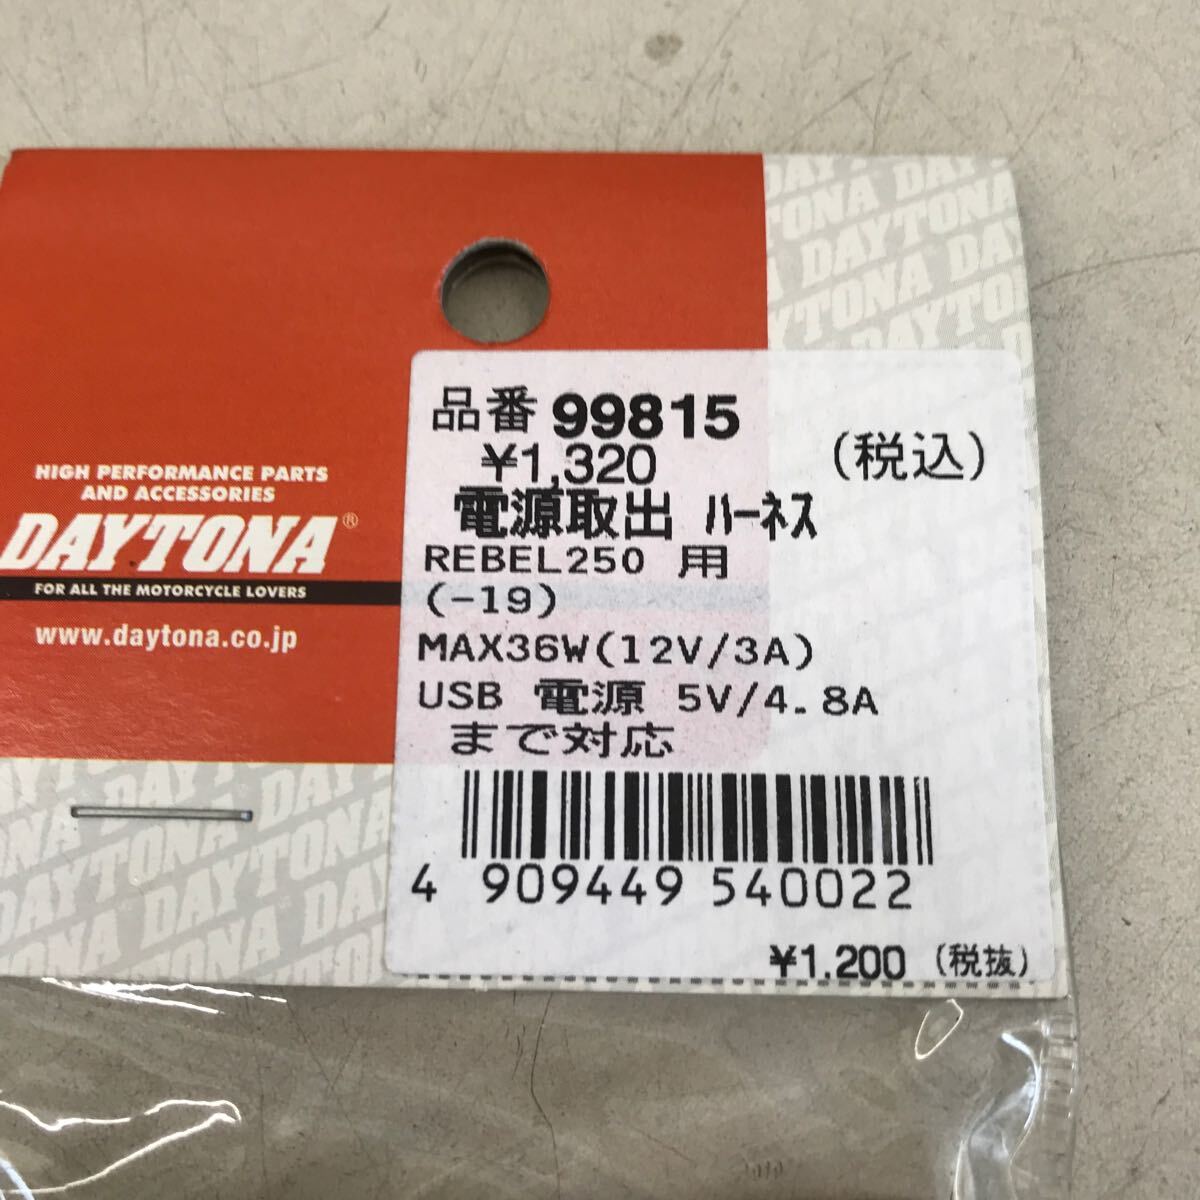 HIGH PERFORMANCE PARTS
AND ACCESSORIES
DAYTONA®
FOR ALL THE MOTORCYCLE LOVERS
www.daytona.co.jp
品番 99815
¥1,320 (税込)
電源取出 ハーネス
REBEL250 用
(-19)
MAX36W(12V/3A)
USB 電源 5V/4.8A
まで対応
4 909449 540022
¥1.200 (税抜)